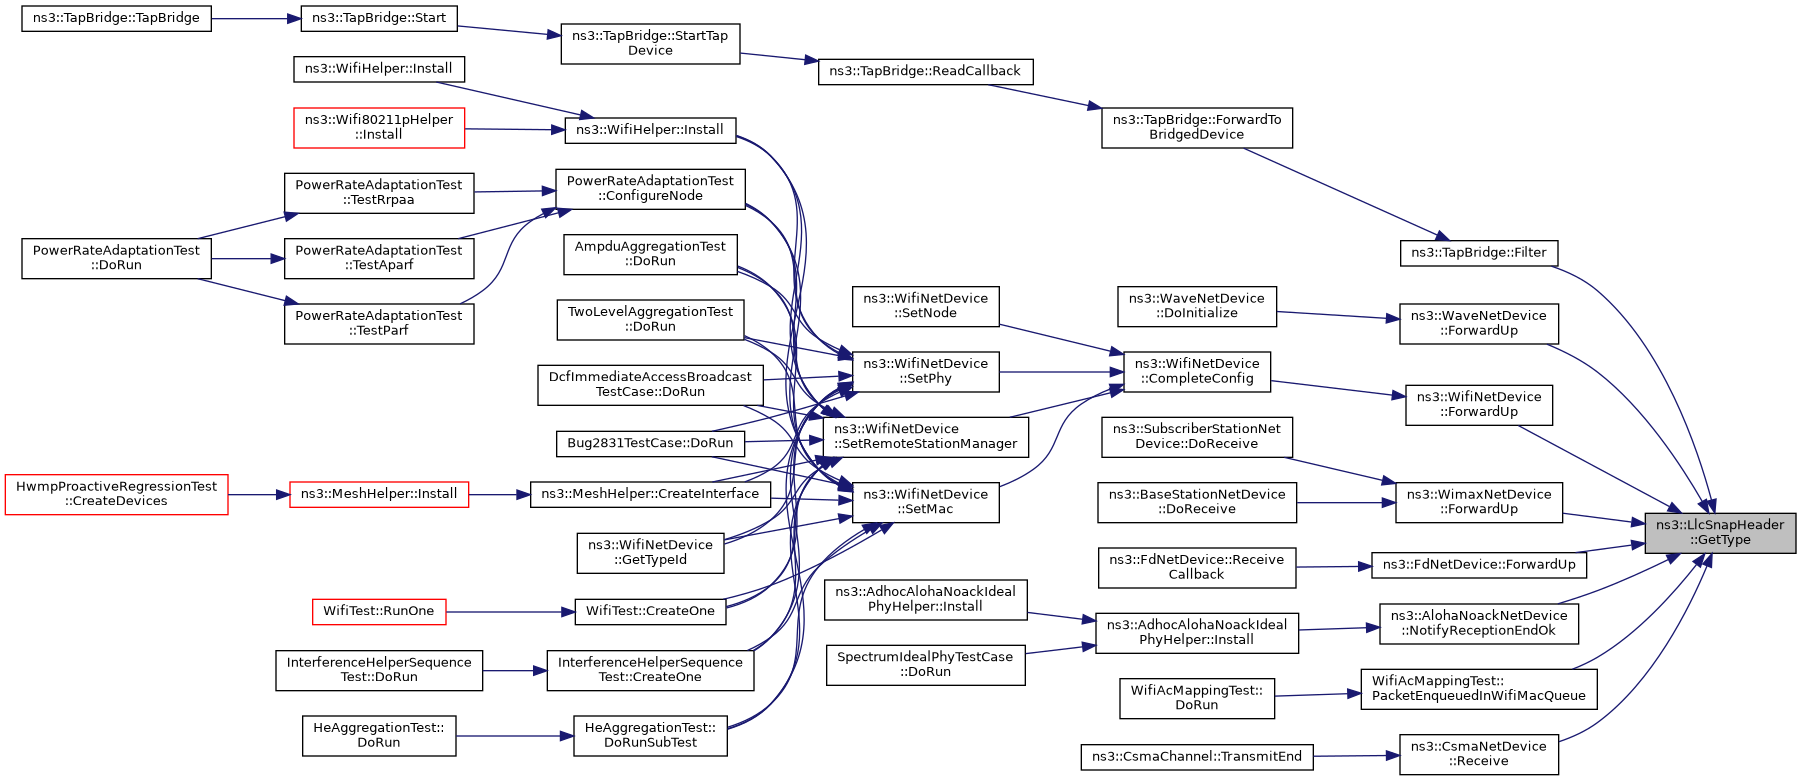 ns3::TapBridge::TapBridge
ns3::TapBridge::Start
ns3::TapBridge::StartTap
Device
ns3::TapBridge::ReadCallback
ns3::TapBridge::ForwardTo
BridgedDevice
ns3::TapBridge::Filter
ns3::WifiHelper::Install
ns3::Wifi80211pHelper
::Install
ns3::WifiHelper::Install
PowerRateAdaptationTest
::DoRun
PowerRateAdaptationTest
::TestRrpaa
PowerRateAdaptationTest
::TestAparf
PowerRateAdaptationTest
::TestParf
PowerRateAdaptationTest
::ConfigureNode
AmpduAggregationTest
::DoRun
TwoLevelAggregationTest
::DoRun
DcfImmediateAccessBroadcast
TestCase::DoRun
Bug2831TestCase::DoRun
HwmpProactiveRegressionTest
::CreateDevices
ns3::MeshHelper::Install
ns3::MeshHelper::CreateInterface
ns3::WifiNetDevice
::GetTypeId
WifiTest::RunOne
WifiTest::CreateOne
InterferenceHelperSequence
Test::DoRun
InterferenceHelperSequence
Test::CreateOne
HeAggregationTest::
DoRun
HeAggregationTest::
DoRunSubTest
ns3::WifiNetDevice
::SetNode
ns3::WifiNetDevice
::SetPhy
ns3::WifiNetDevice
::SetRemoteStationManager
ns3::WifiNetDevice
::SetMac
ns3::AdhocAlohaNoackIdeal
PhyHelper::Install
SpectrumIdealPhyTestCase
::DoRun
ns3::WaveNetDevice
::DoInitialize
ns3::WifiNetDevice
::CompleteConfig
ns3::SubscriberStationNet
Device::DoReceive
ns3::BaseStationNetDevice
::DoReceive
ns3::FdNetDevice::Receive
Callback
ns3::AdhocAlohaNoackIdeal
PhyHelper::Install
WifiAcMappingTest::
DoRun
ns3::CsmaChannel::TransmitEnd
ns3::WaveNetDevice
::ForwardUp
ns3::WifiNetDevice
::ForwardUp
ns3::WimaxNetDevice
::ForwardUp
ns3::FdNetDevice::ForwardUp
ns3::AlohaNoackNetDevice
::NotifyReceptionEndOk
WifiAcMappingTest::
PacketEnqueuedInWifiMacQueue
ns3::CsmaNetDevice
::Receive
ns3::LlcSnapHeader
::GetType